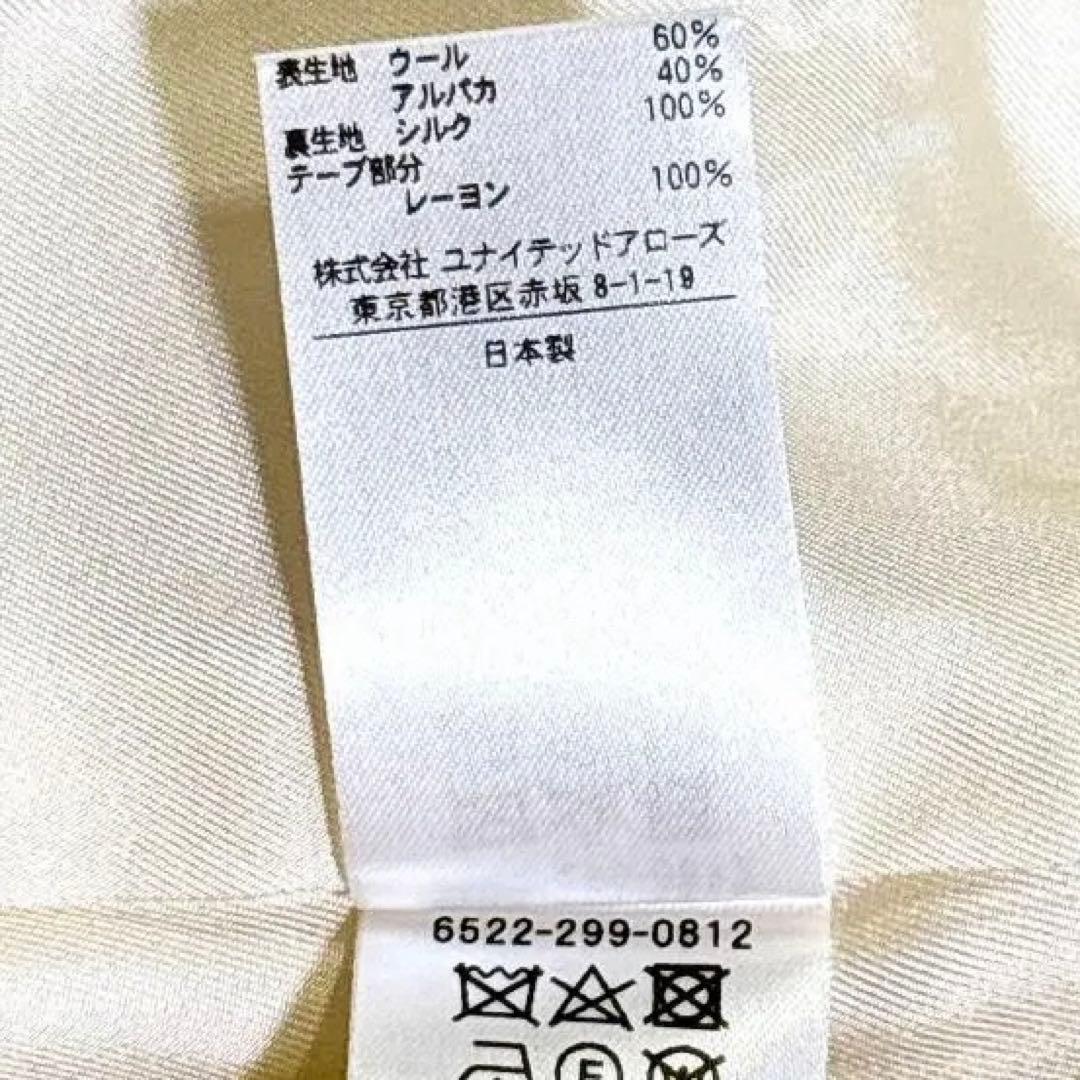 表生地 ウール 60%
アルパカ 40%
裏生地 シルク 100%
テープ部分
レーヨン 100%
株式会社 ユナイテッドアローズ
東京都港区赤坂 8-1-19
日本製
6522-299-0812
F
W